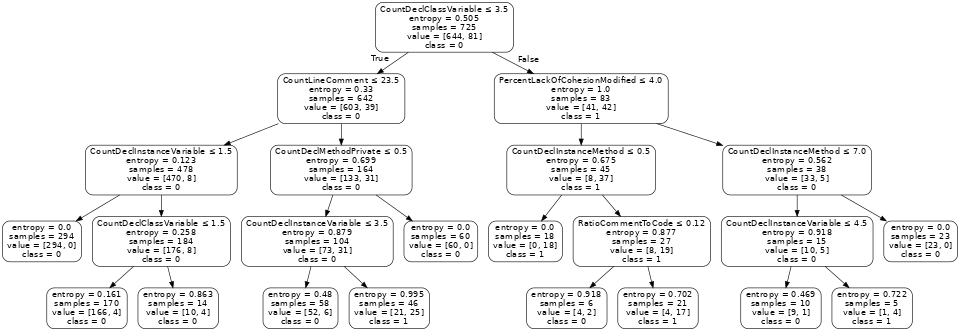 CountDeclClassVariable ≤ 3.5
entropy = 0.505
samples = 725
value = [644, 81]
class = 0
True
False
CountLineComment ≤ 23.5
entropy = 0.33
samples = 642
value = [603, 39]
class = 0
PercentLackOfCohesionModified ≤ 4.0
entropy = 1.0
samples = 83
value = [41, 42]
class = 1
CountDeclInstanceVariable ≤ 1.5
entropy = 0.123
samples = 478
value = [470, 8]
class = 0
CountDeclMethodPrivate ≤ 0.5
entropy = 0.699
samples = 164
value = [133, 31]
class = 0
CountDeclInstanceMethod ≤ 0.5
entropy = 0.675
samples = 45
value = [8, 37]
class = 1
CountDeclInstanceMethod ≤ 7.0
entropy = 0.562
samples = 38
value = [33, 5]
class = 0
entropy = 0.0
samples = 294
value = [294, 0]
class = 0
CountDeclClassVariable ≤ 1.5
entropy = 0.258
samples = 184
value = [176, 8]
class = 0
CountDeclInstanceVariable ≤ 3.5
entropy = 0.879
samples = 104
value = [73, 31]
class = 0
entropy = 0.0
samples = 60
value = [60, 0]
class = 0
entropy = 0.0
samples = 18
value = [0, 18]
class = 1
RatioCommentToCode ≤ 0.12
entropy = 0.877
samples = 27
value = [8, 19]
class = 1
CountDeclInstanceVariable ≤ 4.5
entropy = 0.918
samples = 15
value = [10, 5]
class = 0
entropy = 0.0
samples = 23
value = [23, 0]
class = 0
entropy = 0.161
samples = 170
value = [166, 4]
class = 0
entropy = 0.863
samples = 14
value = [10, 4]
class = 0
entropy = 0.48
samples = 58
value = [52, 6]
class = 0
entropy = 0.995
samples = 46
value = [21, 25]
class = 1
entropy = 0.918
samples = 6
value = [4, 2]
class = 0
entropy = 0.702
samples = 21
value = [4, 17]
class = 1
entropy = 0.469
samples = 10
value = [9, 1]
class = 0
entropy = 0.722
samples = 5
value = [1, 4]
class = 1